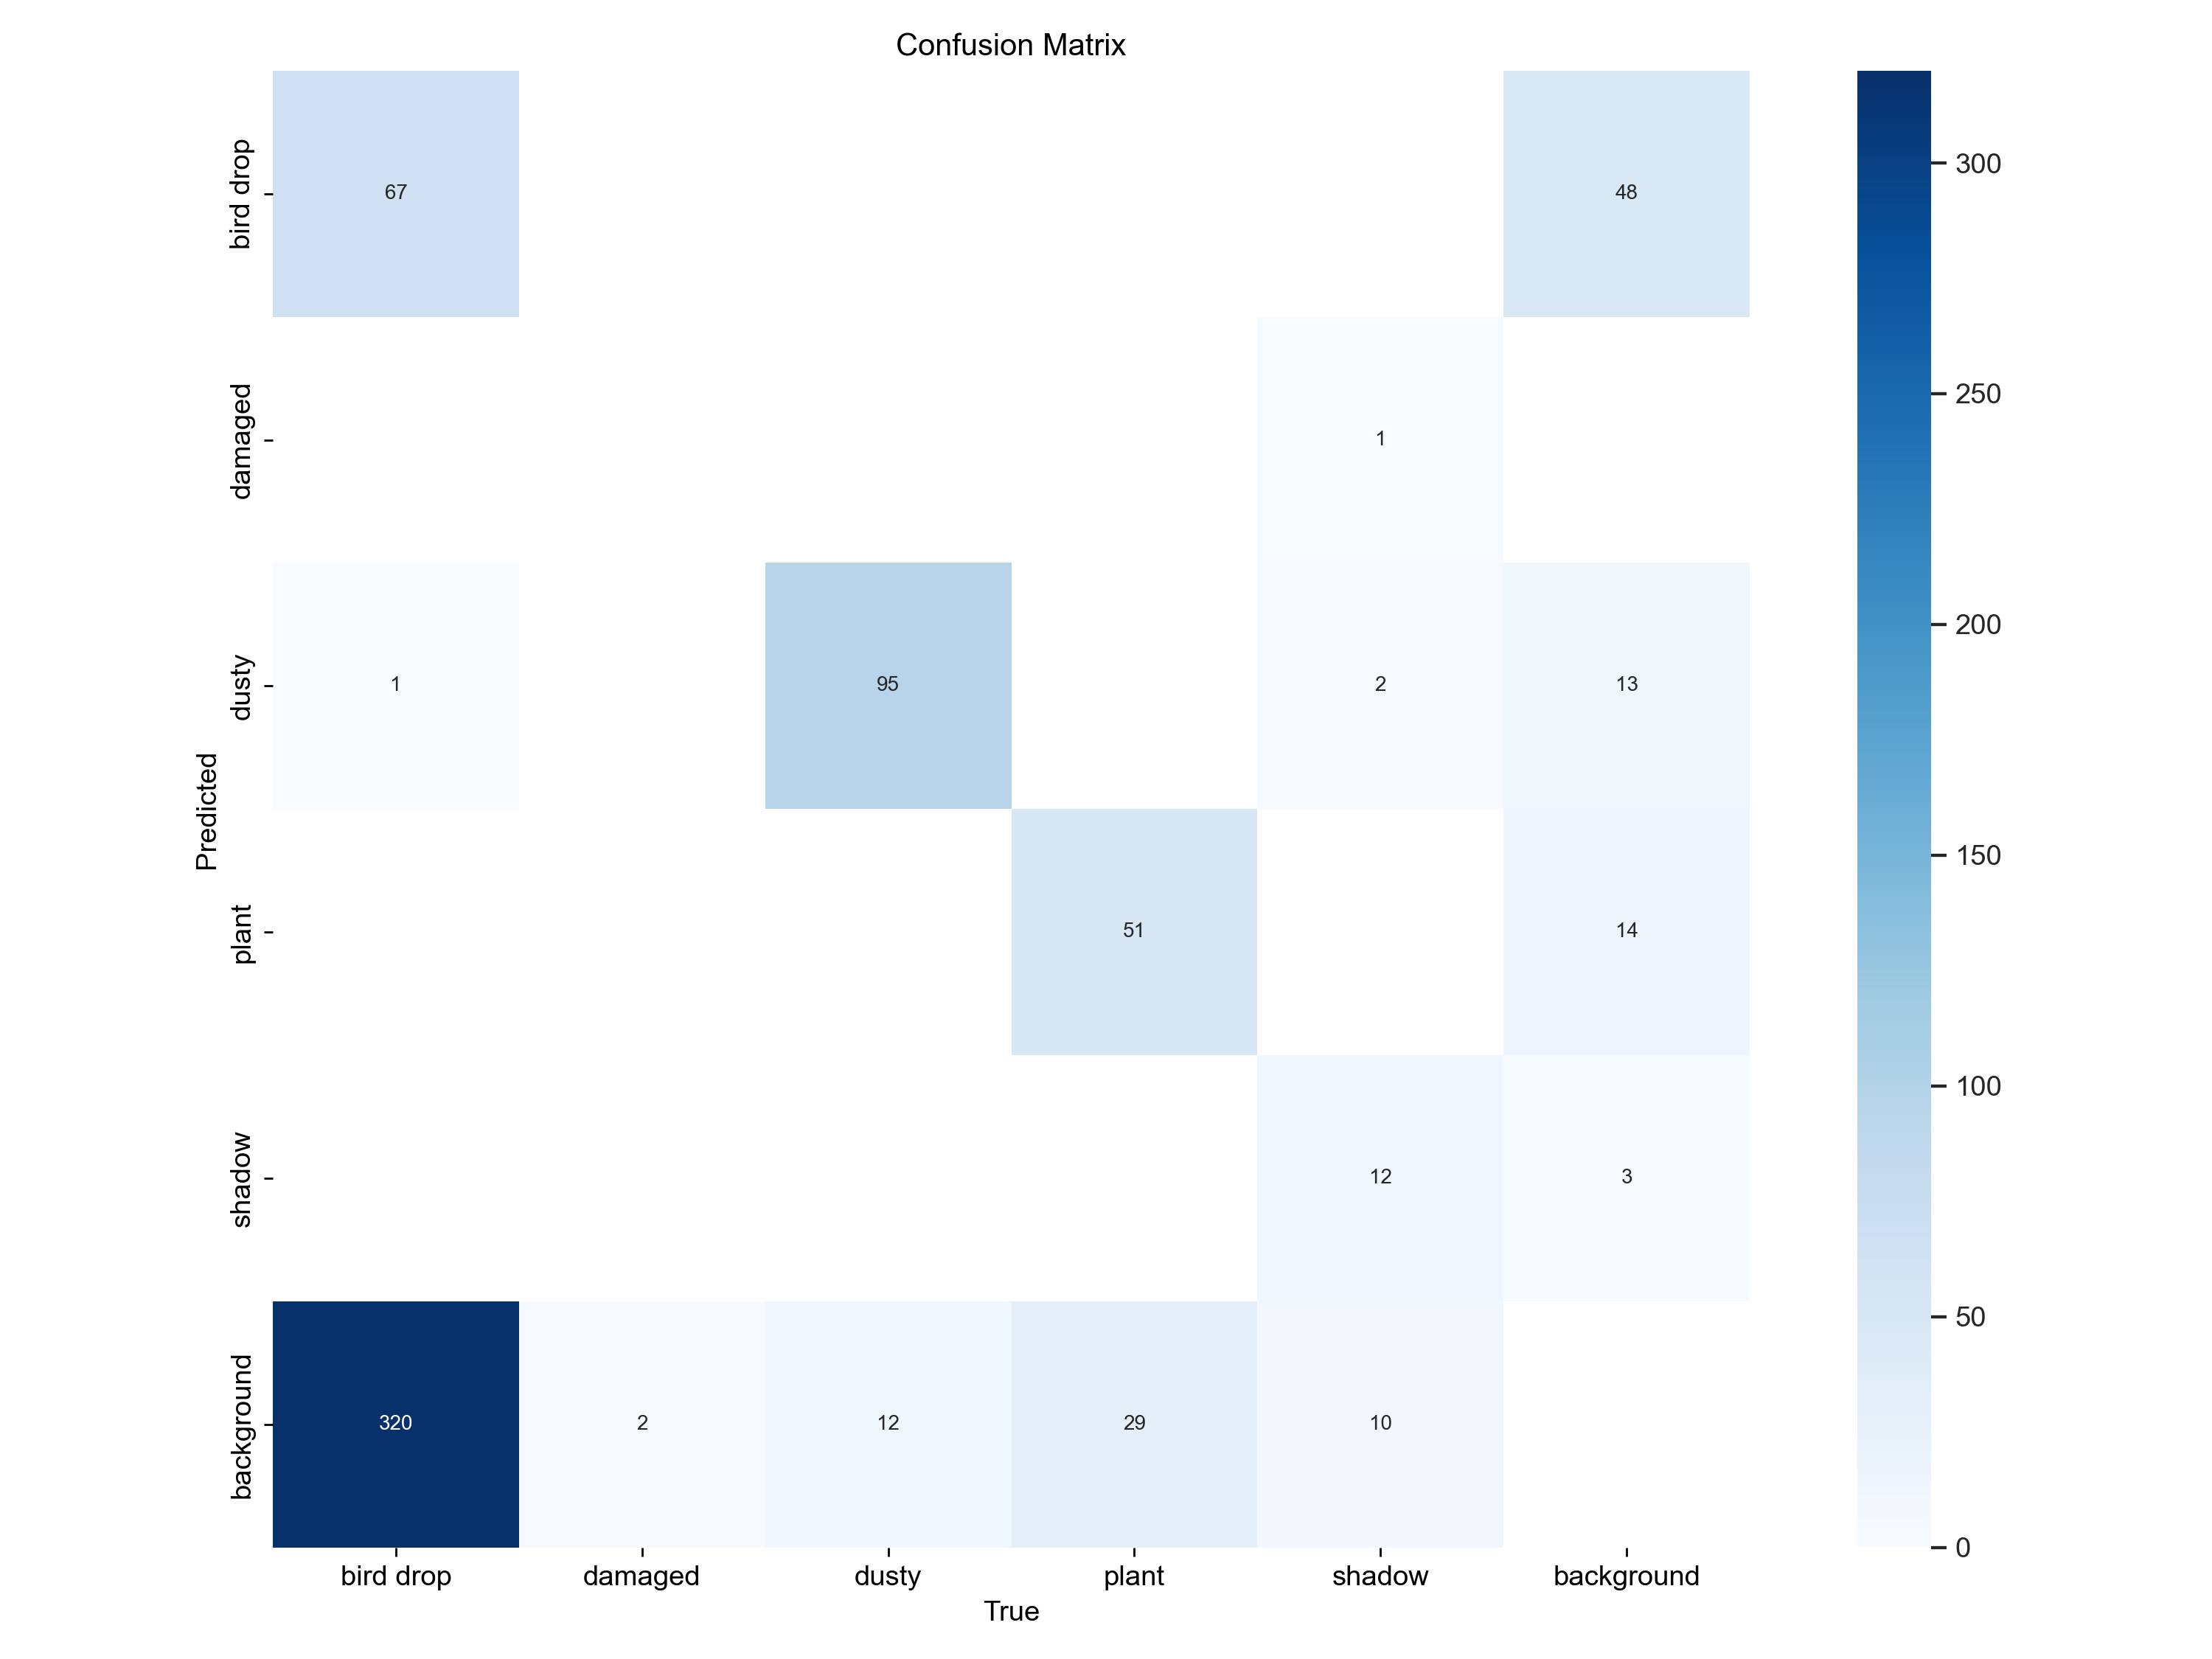 Confusion Matrix
bird drop
67
48
300
damaged
1
250
dusty
1
95
2
13
200
Predicted
plant
51
14
150
shadow
12
3
100
background
320
2
12
29
10
50
0
bird drop
damaged
dusty
plant
shadow
background
True